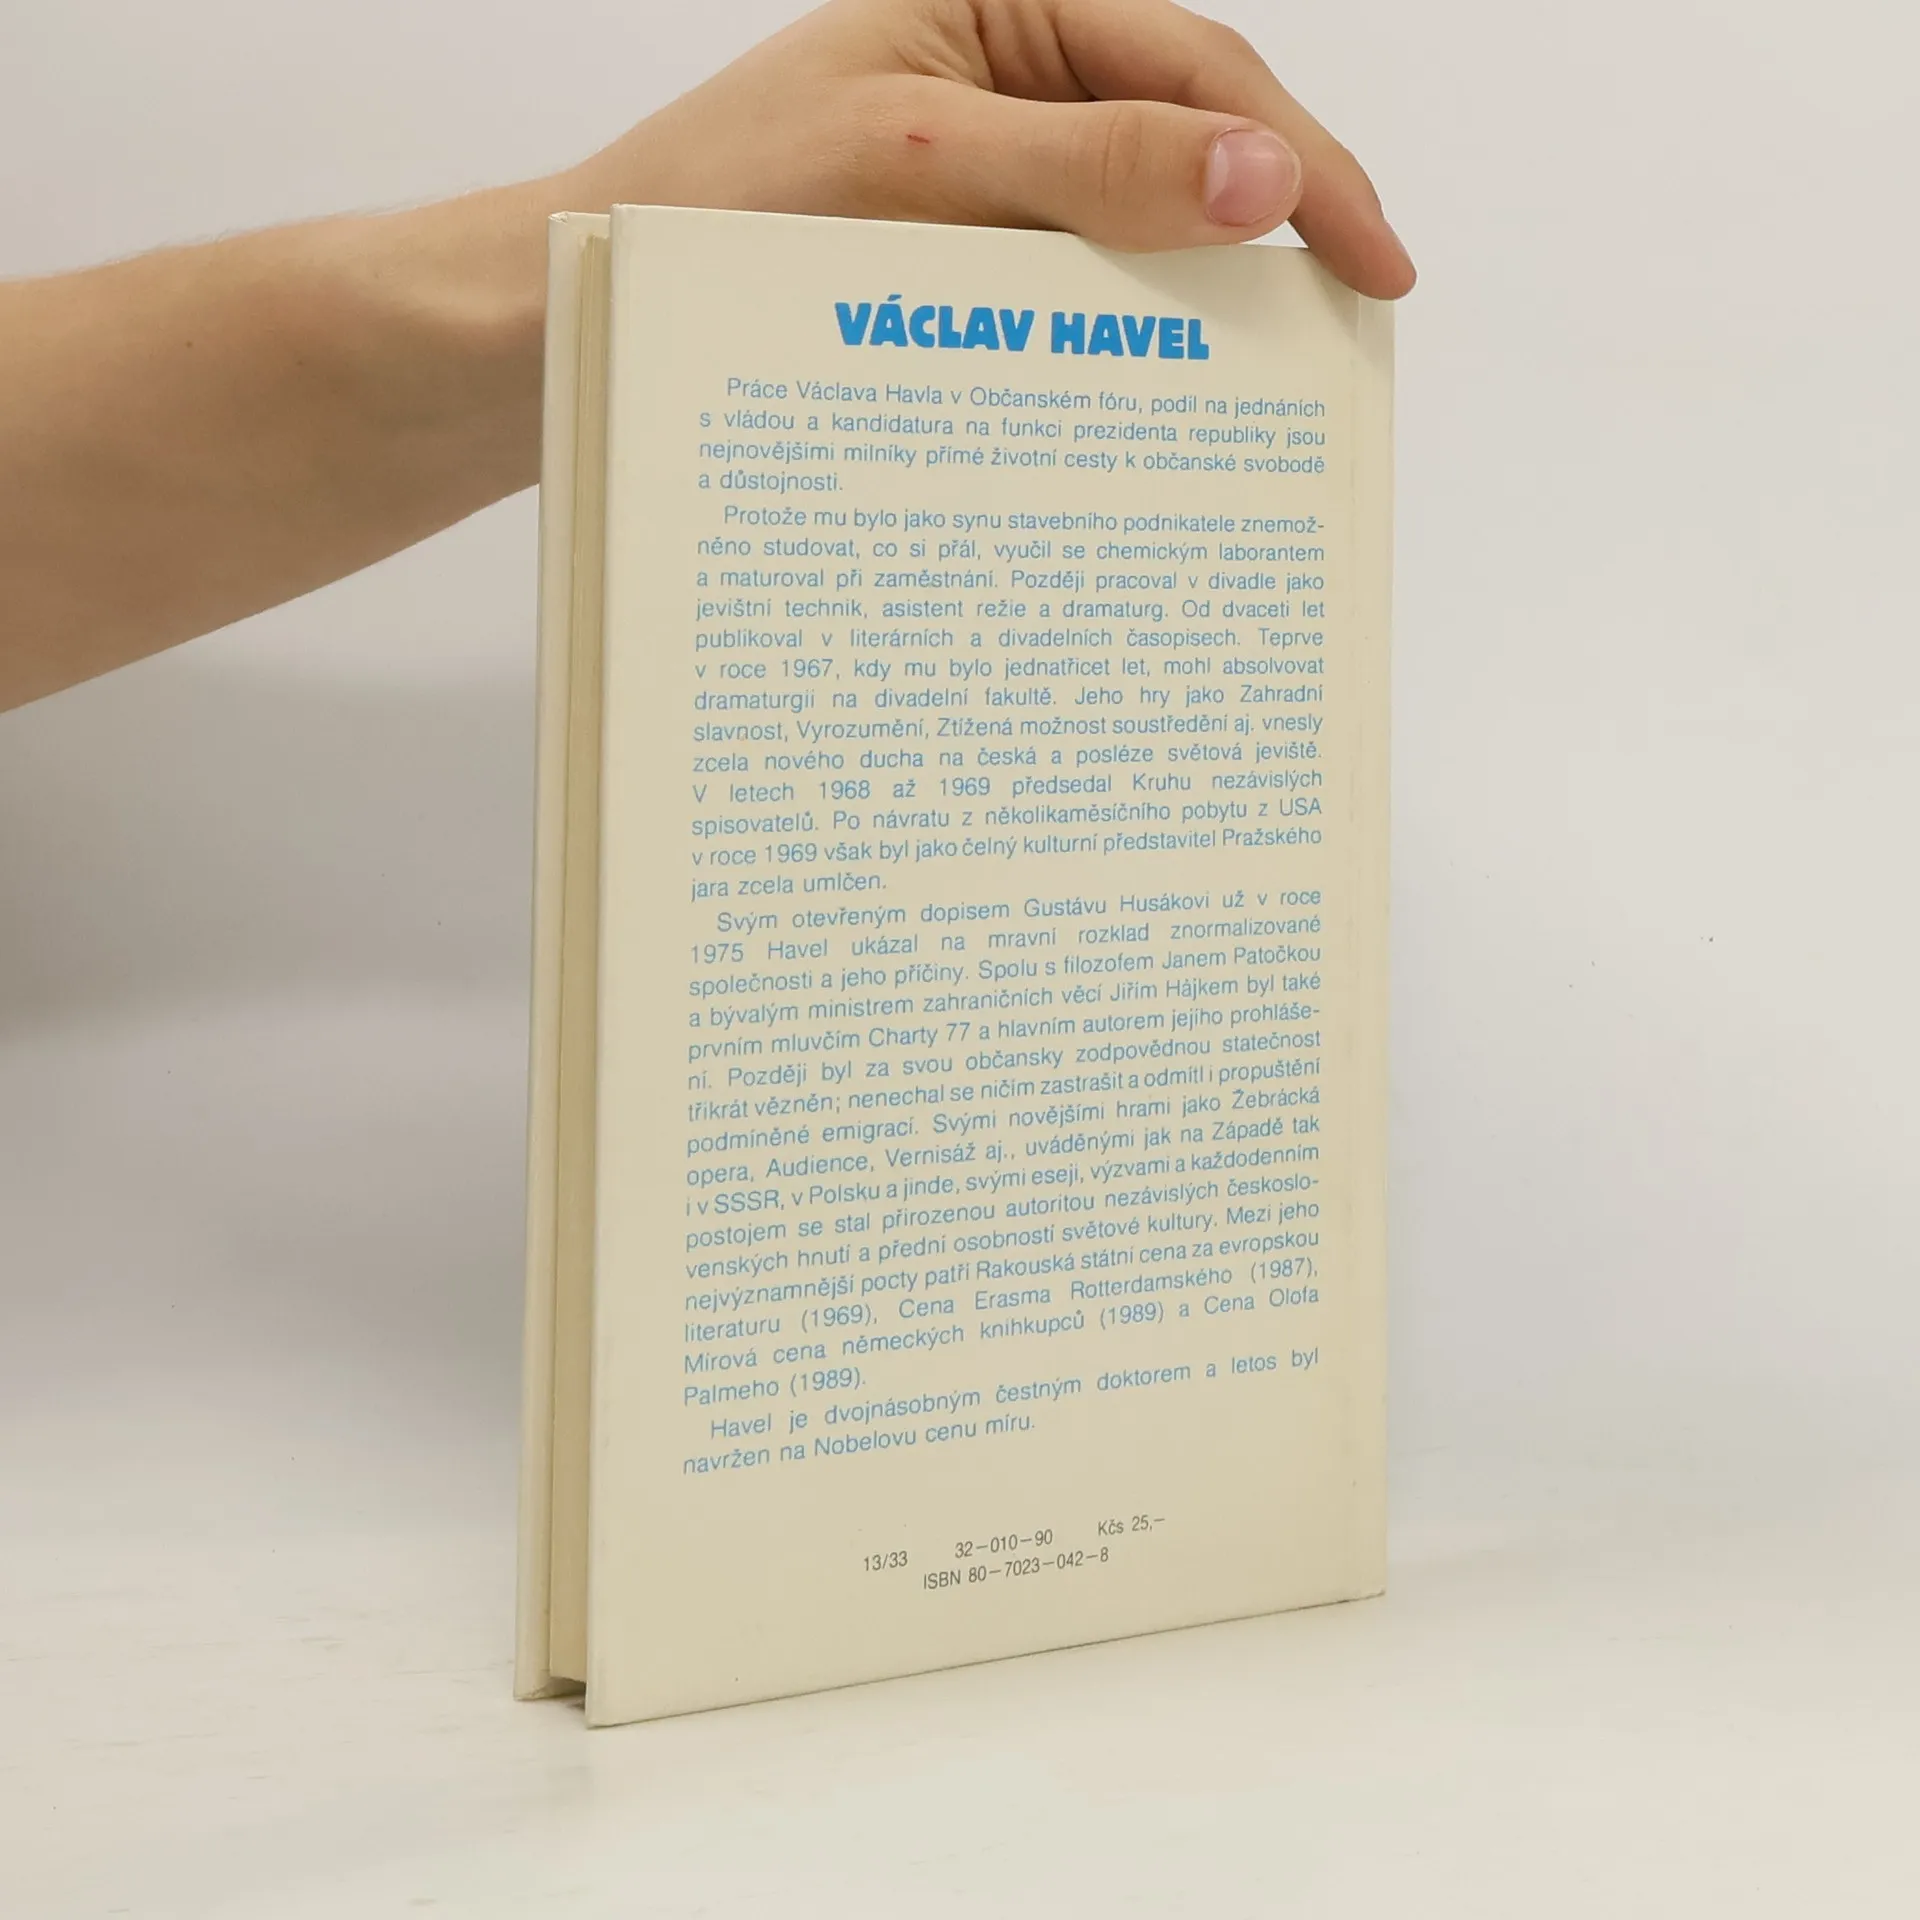 VÁCLAV HAVEL
Práce Václava Havla v Občanském fóru, podíl na jednáních
s vládou a kandidatura na funkci prezidenta republiky jsou
nejnovějšími milníky přímé životní cesty k občanské svobodě
a důstojnosti.
Protože mu bylo jako synu stavebního podnikatele znemož-
něno studovat, co si přál, vyučil se chemickým laborantem
a maturoval při zaměstnání. Později pracoval v divadle jako
jevištní technik, asistent režie a dramaturg. Od dvaceti let
publikoval v literárních a divadelních časopisech. Teprve
v roce 1967, kdy mu bylo jednatřicet let, mohl absolvovat
dramaturgii na divadelní fakultě. Jeho hry jako Zahradní
slavnost, Vyrozumění, Ztížená možnost soustředění aj. vnesly
zcela nového ducha na česká a posléze světová jeviště.
V letech 1968 až 1969 předsedal Kruhu nezávislých
spisovatelů. Po návratu z několikaměsíčního pobytu z USA
v roce 1969 však byl jako čelný kulturní představitel Pražského
jara zcela umlčen.
Svým otevřeným dopisem Gustávu Husákovi už v roce
1975 Havel ukázal na mravní rozklad znormalizované
společnosti a jeho příčiny. Spolu s filozofem Janem Patočkou
a bývalým ministrem zahraničních věcí Jiřím Hájkem byl také
prvním mluvčím Charty 77 a hlavním autorem jejího prohláše-
ní. Později byl za svou občansky zodpovědnou statečnost
třikrát vězněn; nenechal se ničím zastrašit a odmítl i propuštění
podmíněné emigrací. Svými novějšími hrami jako Žebrácká
opera, Audience, Vernisáž aj., uváděnými jak na Západě tak
i v SSSR, v Polsku a jinde, svými eseji, výzvami a každodenním
postojem se stal přirozenou autoritou nezávislých českoslo-
venských hnutí a přední osobností světové kultury. Mezi jeho
nejvýznamnější pocty patří Rakouská státní cena za evropskou
literaturu (1969), Cena Erasma Rotterdamského (1987),
Mírová cena německých knihkupců (1989) a Cena Olofa
Palmeho (1989).
Havel je dvojnásobným čestným doktorem a letos byl
navržen na Nobelovu cenu míru.
13/33 32—010—90 Kčs 25,—
ISBN 80—7023—042—8